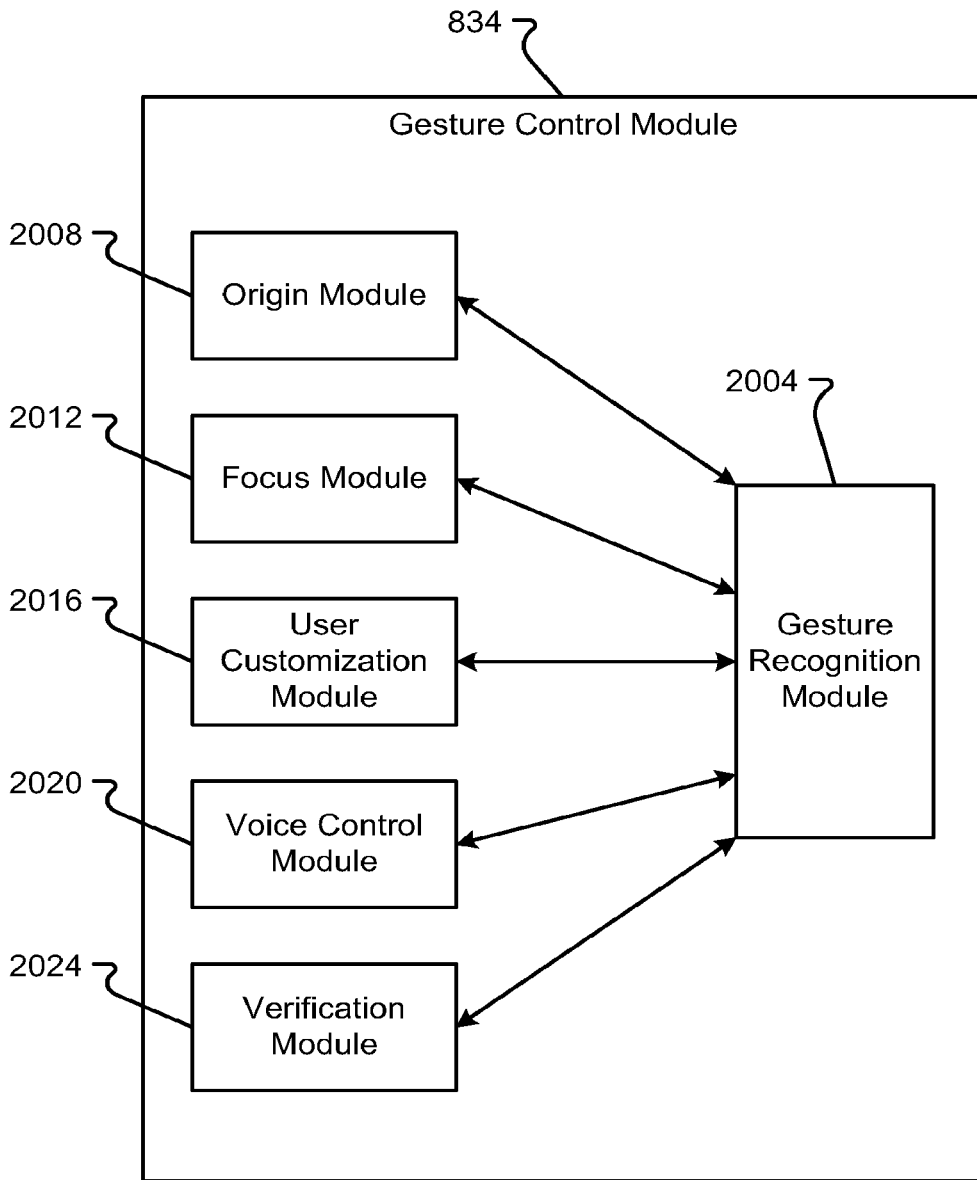 834
Gesture Control Module
2008
Origin Module
2004
2012
Focus Module
2016
User
Customization
Module
Gesture
Recognition
Module
2020
Voice Control
Module
2024
Verification
Module